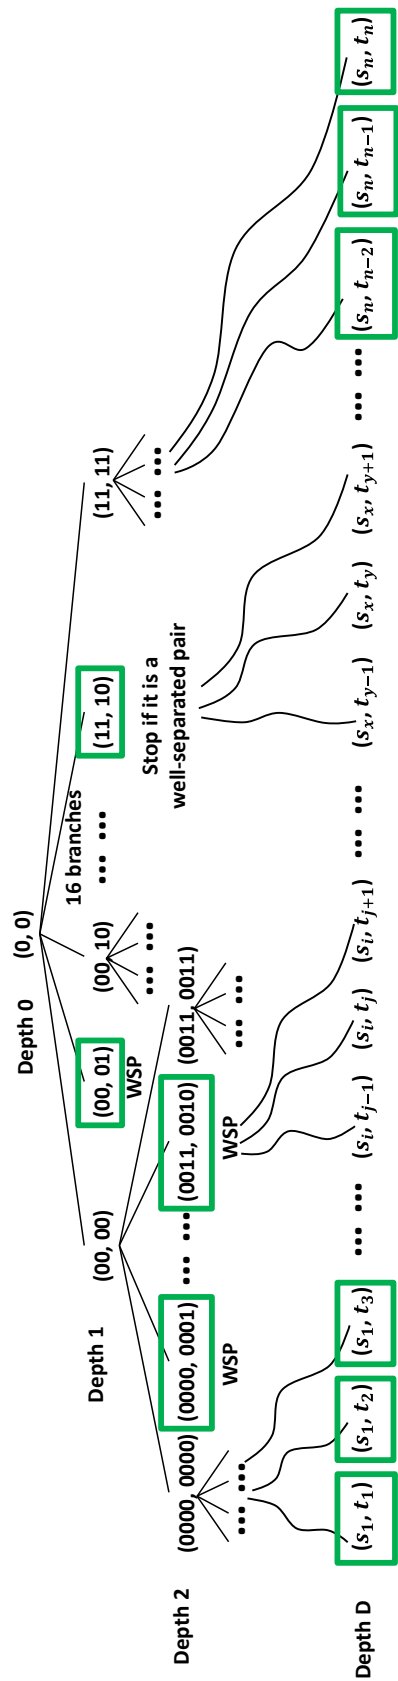 Depth 0
(0, 0)
16 branches
Depth 1
(00, 00)
(00, 01)
WSP
(00, 10)
... ...
... ...
(11, 10)
(11, 11)
... ...
Stop if it is a
well-separated pair
Depth 2
(0000, 0000)
... ...
(0000, 0001)
WSP
... ...
(0011, 0010)
WSP
(0011, 0011)
... ...
Depth D
(s₁, t₁)
(s₁, t₂)
(s₁, t₃)
... ...
(sᵢ, tⱼ₋₁)
(sᵢ, tⱼ)
(sᵢ, tⱼ₊₁)
... ...
(sₓ, t_{y−1})
(sₓ, t_y)
(sₓ, t_{y+1})
... ...
(sₙ, tₙ₋₂)
(sₙ, tₙ₋₁)
(sₙ, tₙ)